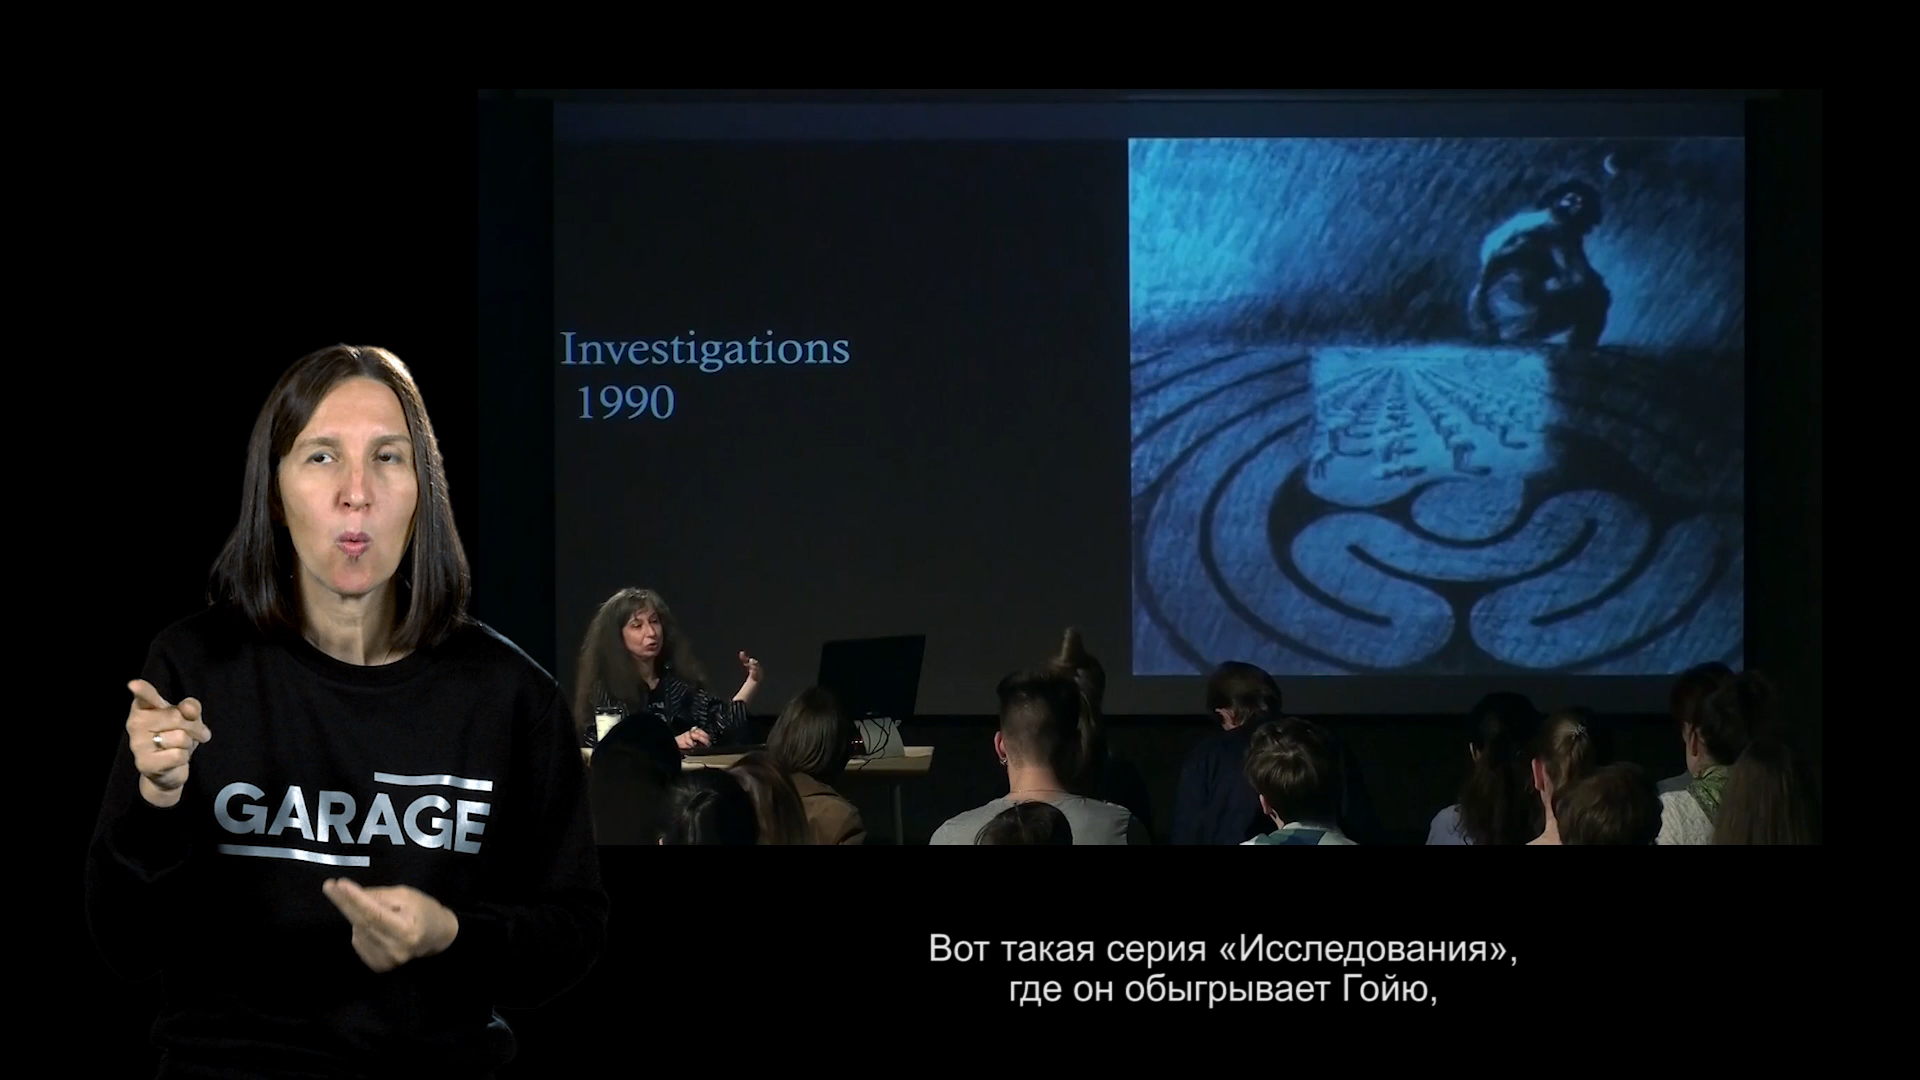 Investigations
1990
GARAGE
Вот такая серия «Исследования»,
где он обыгрывает Гойю,